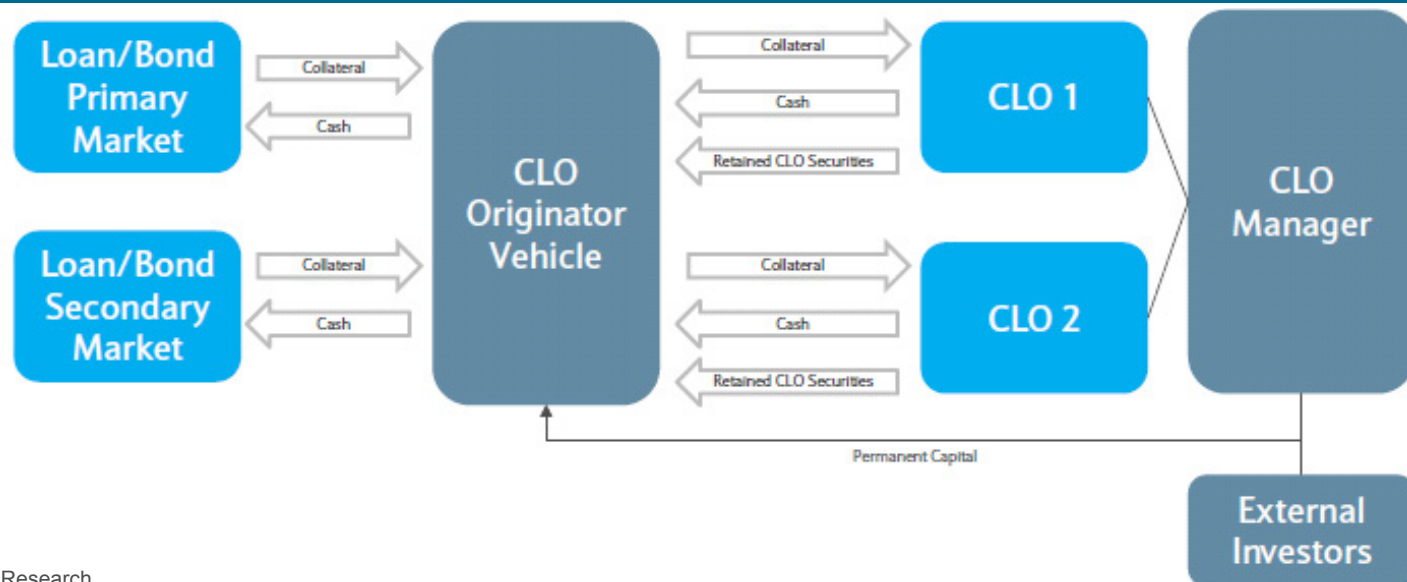 Loan/Bond
Primary
Market
Collateral
Cash
Loan/Bond
Secondary
Market
Collateral
Cash
CLO
Originator
Vehicle
Collateral
Cash
Retained CLO Securities
Collateral
Cash
Retained CLO Securities
CLO 1
CLO 2
CLO
Manager
Permanent Capital
External
Investors
Research